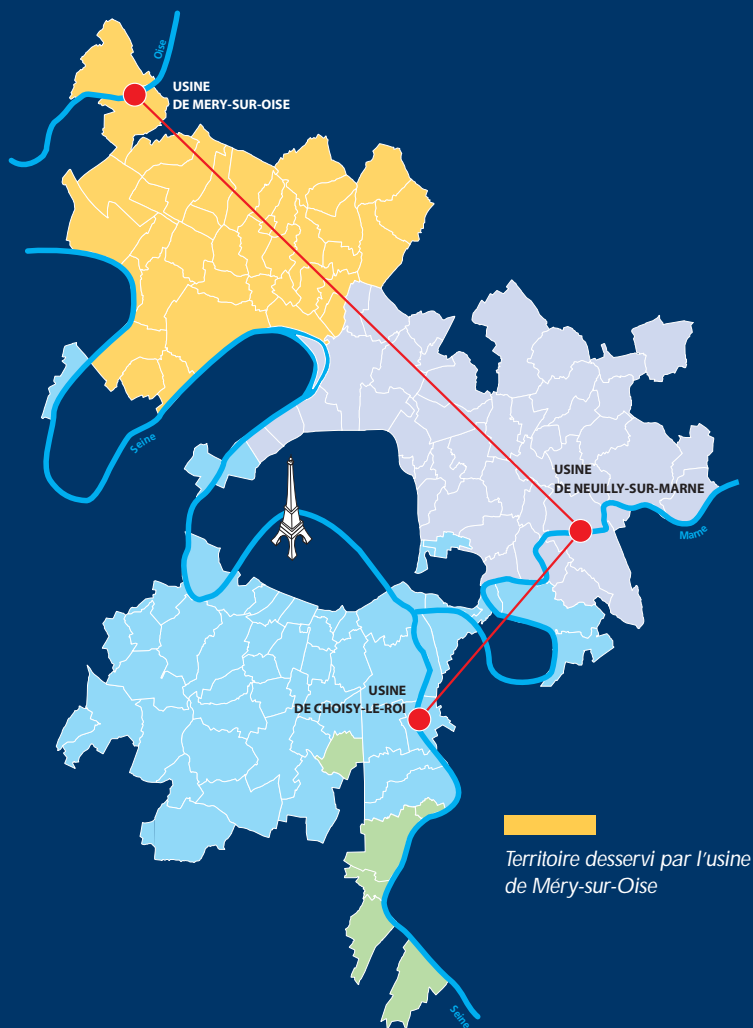 Oise
USINE
DE MERY-SUR-OISE
Seine
USINE
DE NEUILLY-SUR-MARNE
Marne
USINE
DE CHOISY-LE-ROI
Territoire desservi par l'usine
de Méry-sur-Oise
Seine